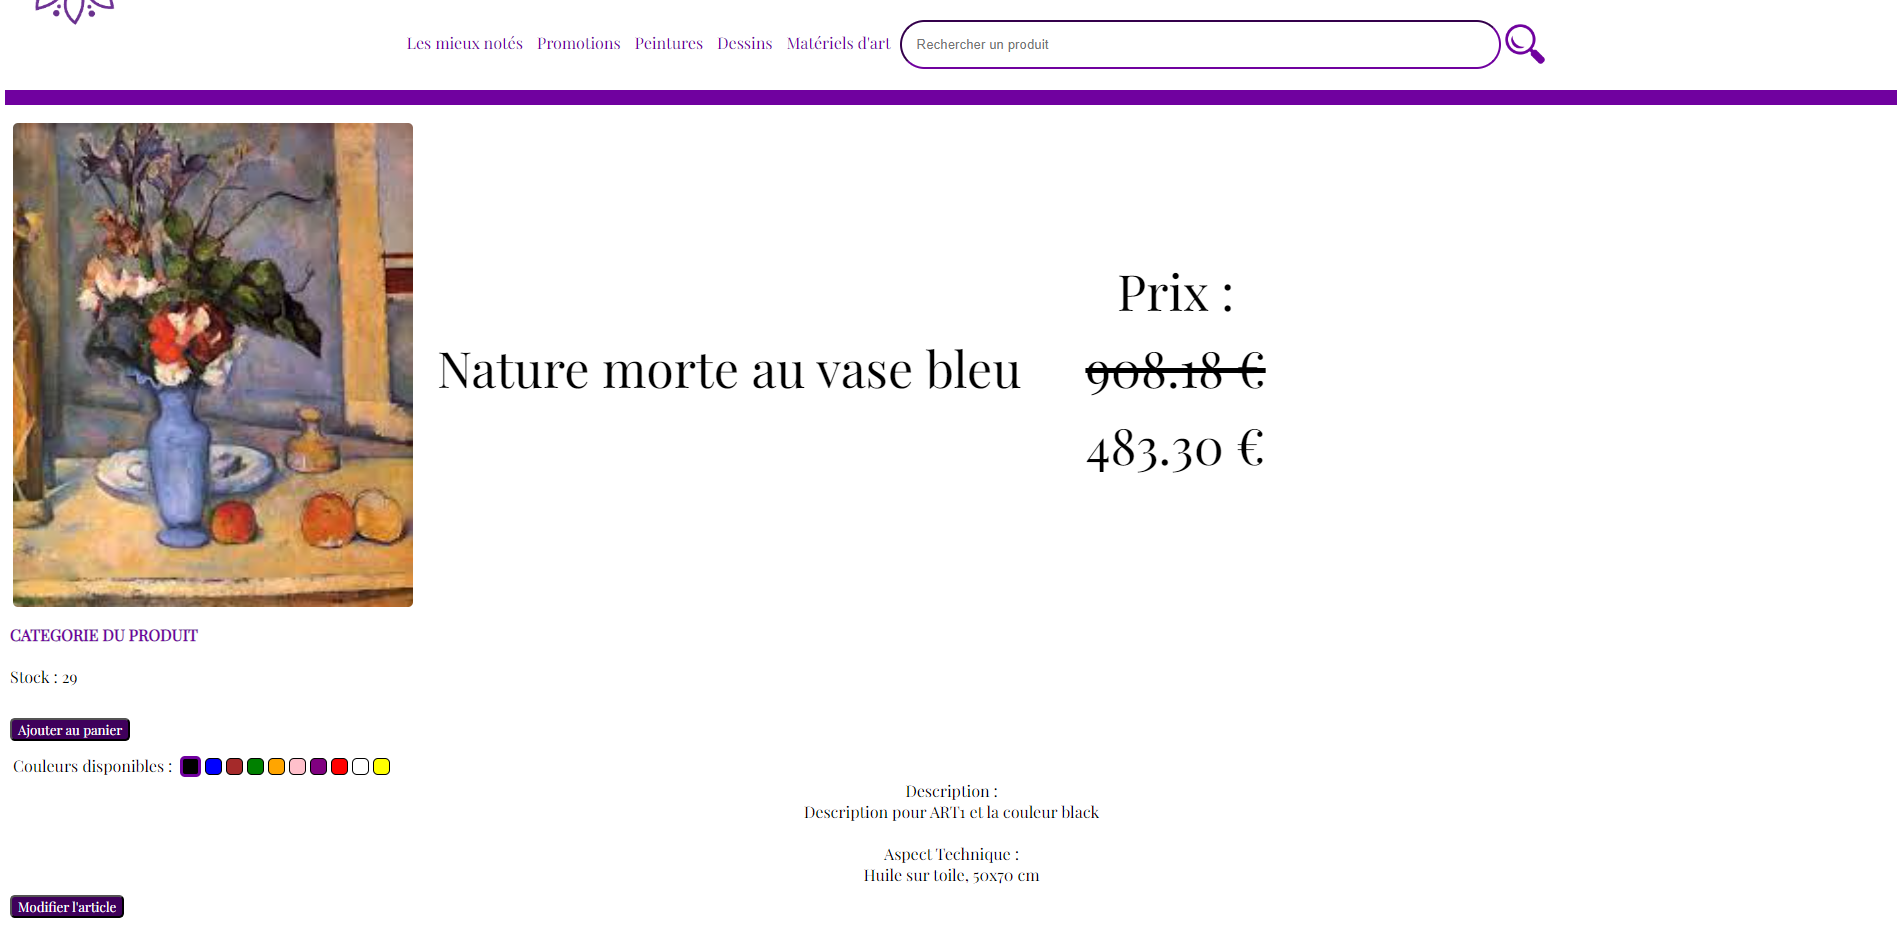 Les mieux notés Promotions Peintures Dessins Matériels d'art Rechercher un produit
Prix :
Nature morte au vase bleu 908.18 €
483.30 €
CATEGORIE DU PRODUIT
Stock : 29
Ajouter au panier
Couleurs disponibles :
Description :
Description pour ART1 et la couleur black
Aspect Technique :
Huile sur toile, 50x70 cm
Modifier l'article